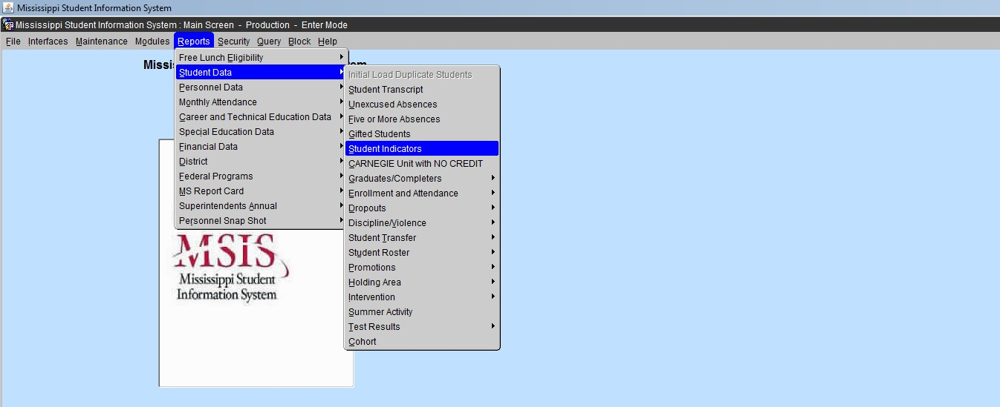 Mississippi Student Information System
Mississippi Student Information System : Main Screen - Production - Enter Mode
File Interfaces Maintenance Modules Reports Security Query Block Help
Free Lunch Eligibility
Student Data
Personnel Data
Monthly Attendance
Career and Technical Education Data
Special Education Data
Financial Data
District
Federal Programs
MS Report Card
Superintendents Annual
Personnel Snap Shot
Initial Load Duplicate Students
Student Transcript
Unexcused Absences
Five or More Absences
Gifted Students
Student Indicators
CARNEGIE Unit with NO CREDIT
Graduates/Completers
Enrollment and Attendance
Dropouts
Discipline/Violence
Student Transfer
Student Roster
Promotions
Holding Area
Intervention
Summer Activity
Test Results
Cohort
MSIS
Mississippi Student
Information System